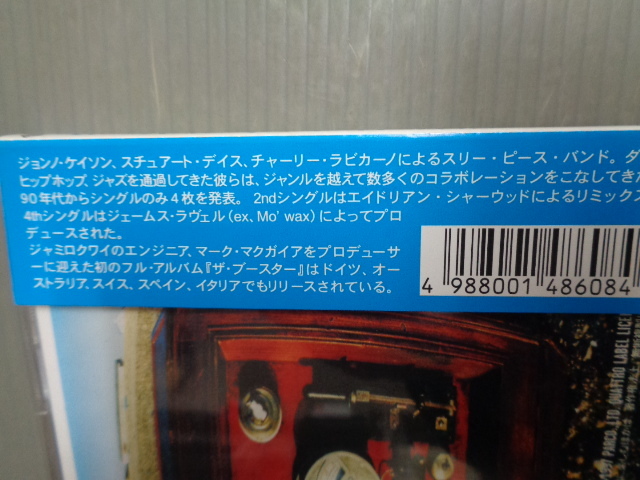 ジョンノ・ケイソン、スチュアート・デイス、チャーリー・ラビカーノによるスリー・ピース・バンド。ダ
ヒップホップ、ジャズを通過してきた彼らは、ジャンルを越えて数多くのコラボレーションをこなしてきた
90年代からシングルのみ4枚を発表。2ndシングルはエイドリアン・シャーウッドによるリミックス
4thシングルはジェームス・ラヴェル(ex, Mo' wax)によってプロ
デュースされた。
ジャミロクワイのエンジニア、マーク・マクガイアをプロデューサ
ーに迎えた初のフル・アルバム『ザ・ブースター』はドイツ、オー
ストラリア、スイス、スペイン、イタリアでもリリースされている。
4 988001 486084
PARCO, LTD. QUATTRO LABEL